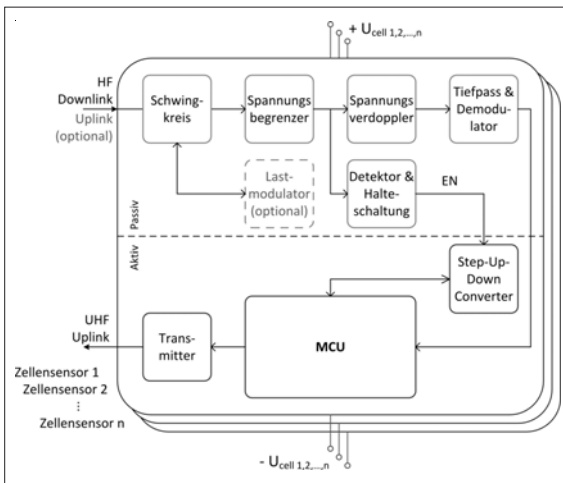 + Ucell 1,2,...,n
HF
Downlink
Uplink
(optional)
Schwing-
kreis
Spannungs
begrenzer
Spannungs
verdoppler
Tiefpass &
Demodu-
lator
Last-
modulator
(optional)
Detektor &
Halte-
schaltung
EN
Passiv
Aktiv
Step-Up-
Down
Converter
UHF
Uplink
Trans-
mitter
MCU
Zellensensor 1
Zellensensor 2
⋮
Zellensensor n
- Ucell 1,2,...,n